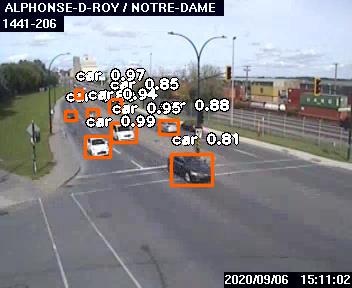 ALPHONSE-D-ROY / NOTRE-DAME
1441-206
car 0.97
car 0.85
car 0.94
car 0.95
car 0.88
car 0.99
car 0.81
2020/09/06 15:11:02